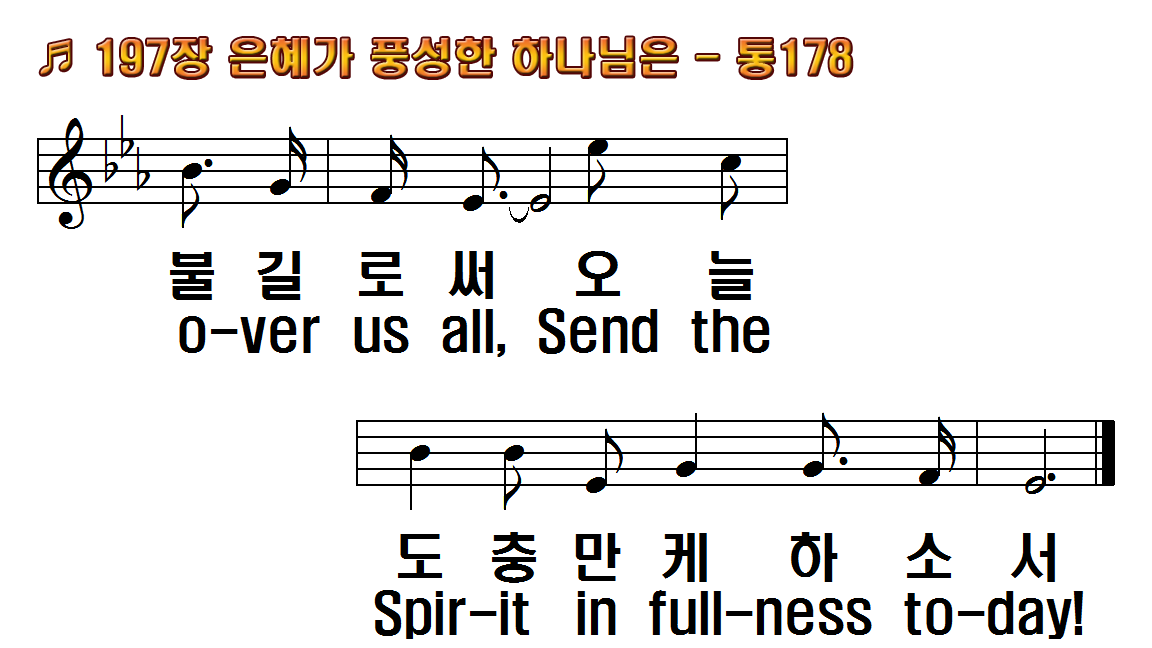 ♬ 197장 은혜가 풍성한 하나님은 - 통178
불 길 로 써 오 늘
o-ver us all, Send the
도 충 만 케 하 소 서
Spir-it in full-ness to-day!